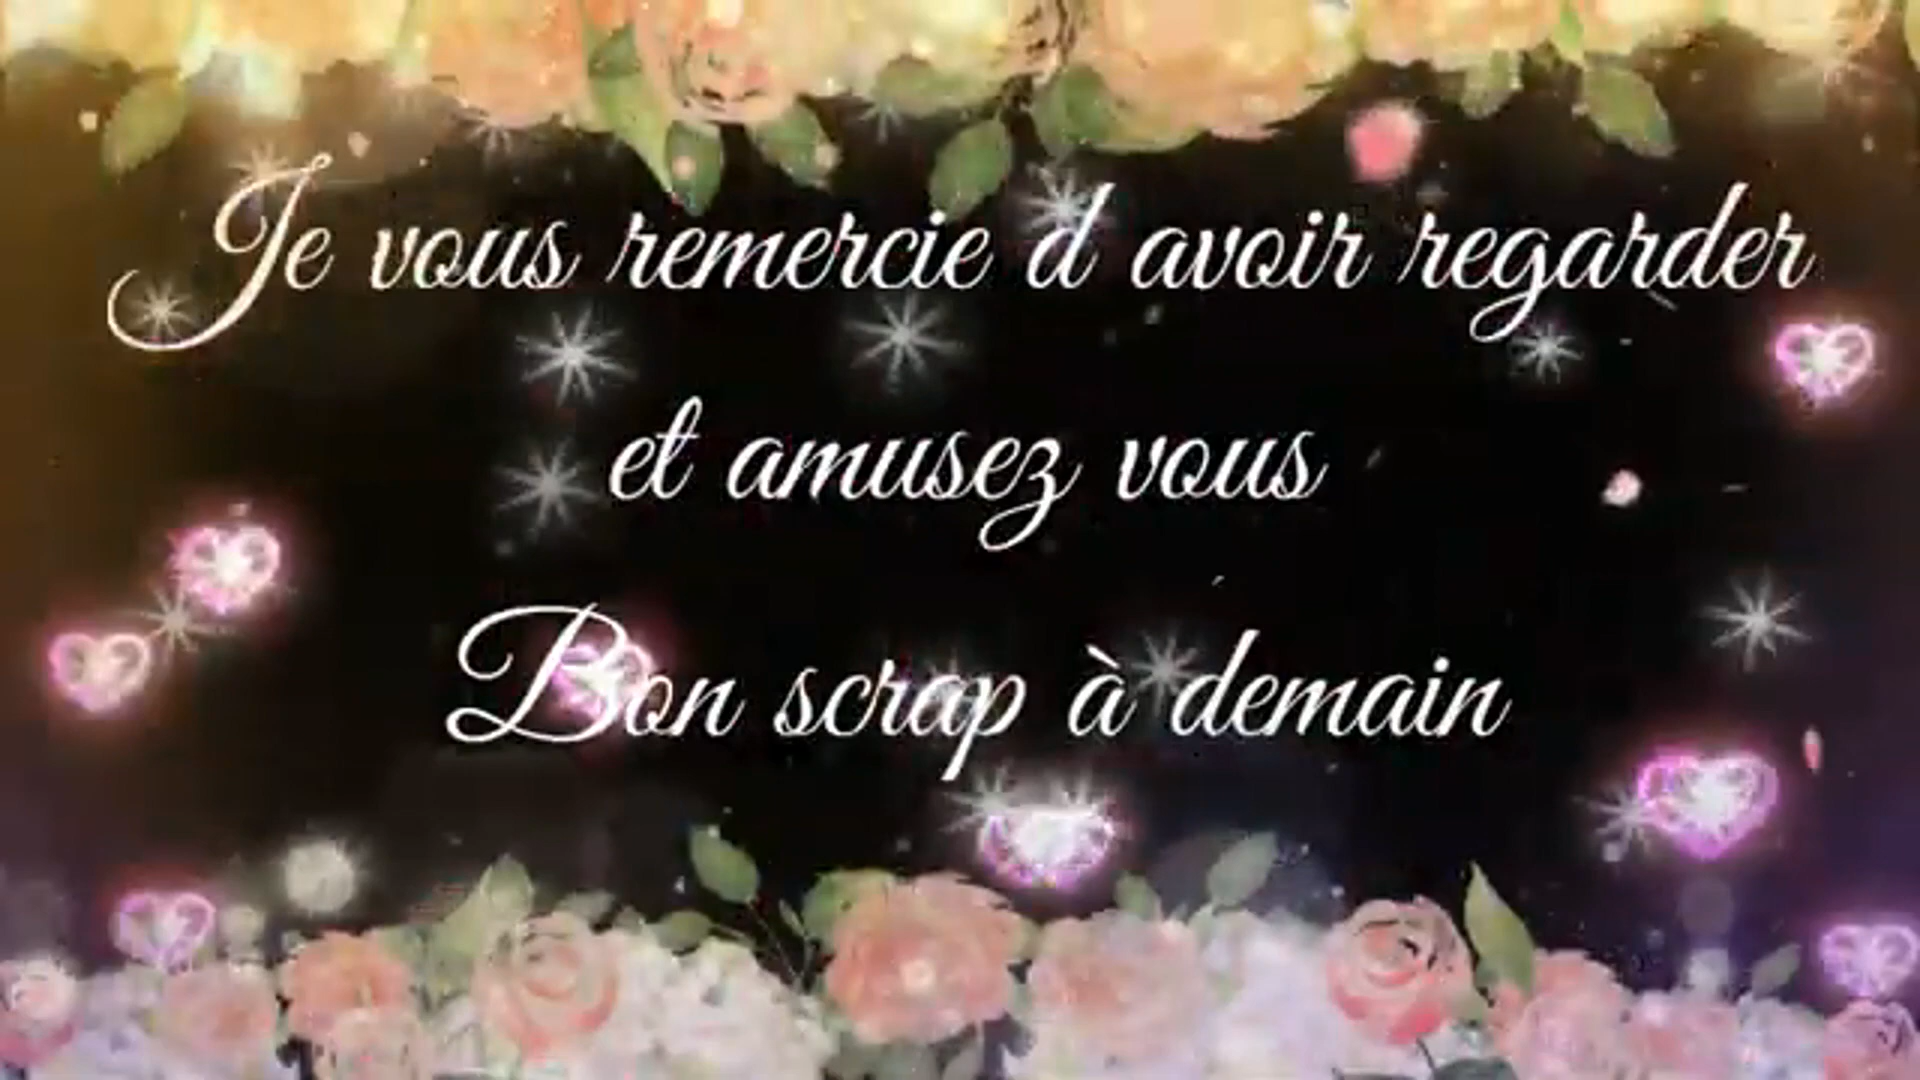 Je vous remercie d avoir regarder
et amusez vous
Bon scrap à demain